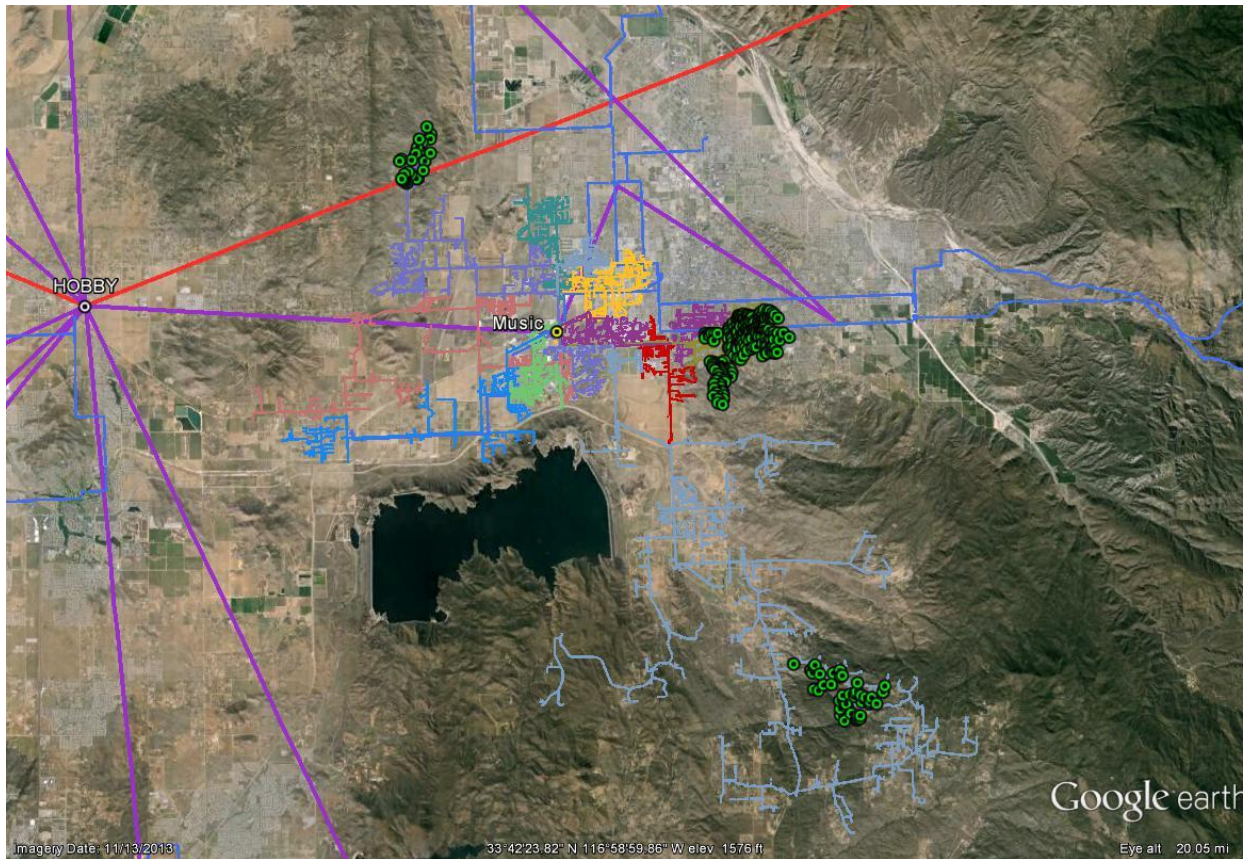 HOBBY
Music
Google earth
Imagery Date: 11/13/2013 33°42'23.82" N 116°58'59.86" W elev 1576 ft Eye alt 20.05 mi